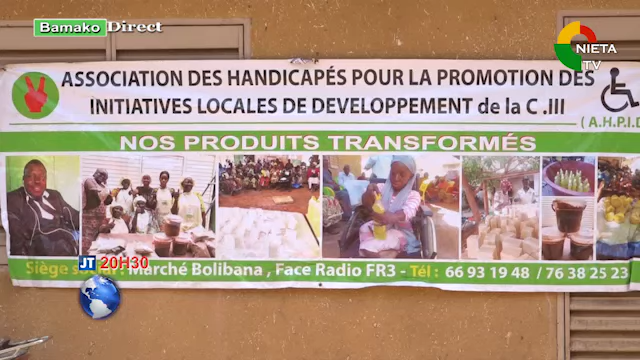 Bamako Direct
NIETA TV
ASSOCIATION DES HANDICAPÉS POUR LA PROMOTION DES
INITIATIVES LOCALES DE DEVELOPPEMENT de la C .III
( A.H.P.I.D
NOS PRODUITS TRANSFORMÉS
JT 20H30
Siège Marché Bolibana , Face Radio FR3 - Tél : 66 93 19 48 / 76 38 25 23